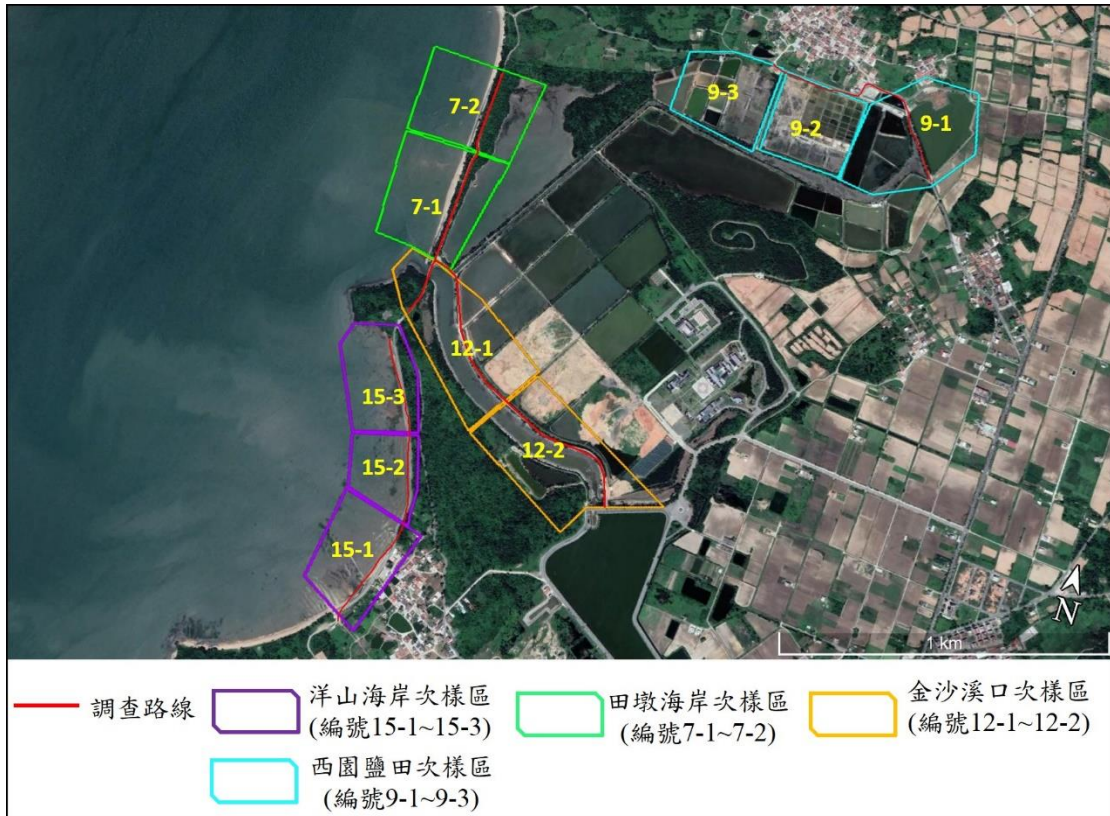 7-2
9-3
9-2
9-1
7-1
12-1
15-3
15-2
12-2
15-1
N
1 km
調查路線
洋山海岸次樣區
(編號15-1~15-3)
田墩海岸次樣區
(編號7-1~7-2)
金沙溪口次樣區
(編號12-1~12-2)
西園鹽田次樣區
(編號9-1~9-3)